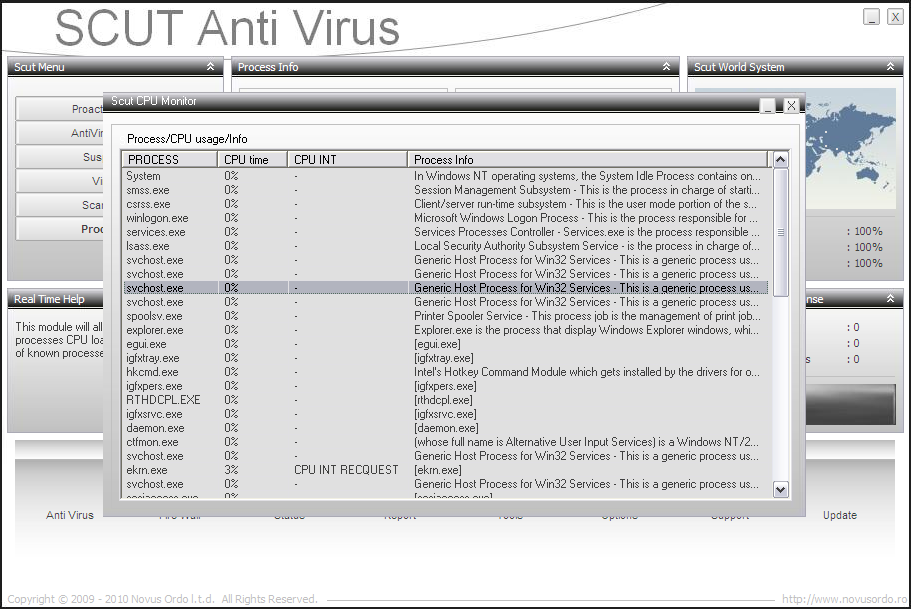 SCUT Anti Virus
Scut Menu
Process Info
Scut World System
Scut CPU Monitor
Process/CPU usage/Info
PROCESS CPU time CPU INT Process Info
System 0% - In Windows NT operating systems, the System Idle Process contains on...
smss.exe 0% - Session Management Subsystem - This is the process in charge of starti...
csrss.exe 0% - Client/server run-time subsystem - This is the user mode portion of the s...
winlogon.exe 0% - Microsoft Windows Logon Process - This is the process responsible for ...
services.exe 0% - Services Processes Controller - Services.exe is the process responsible ...
lsass.exe 0% - Local Security Authority Subsystem Service - is the process in charge of...
svchost.exe 0% - Generic Host Process for Win32 Services - This is a generic process us...
svchost.exe 0% - Generic Host Process for Win32 Services - This is a generic process us...
svchost.exe 0% - Generic Host Process for Win32 Services - This is a generic process us...
svchost.exe 0% - Generic Host Process for Win32 Services - This is a generic process us...
spoolsv.exe 0% - Printer Spooler Service - This process job is the management of print job...
explorer.exe 0% - Explorer.exe is the process that display Windows Explorer windows, whi...
egui.exe 0% - [egui.exe]
igfxtray.exe 0% - [igfxtray.exe]
hkcmd.exe 0% - Intel's Hotkey Command Module which gets installed by the drivers for o...
igfxpers.exe 0% - [igfxpers.exe]
RTHDCPL.EXE 0% - [rthdcpl.exe]
igfxsrvc.exe 0% - [igfxsrvc.exe]
daemon.exe 0% - [daemon.exe]
ctfmon.exe 0% - (whose full name is Alternative User Input Services) is a Windows NT/2...
svchost.exe 0% - Generic Host Process for Win32 Services - This is a generic process us...
ekrn.exe 3% CPU INT RECQUEST [ekrn.exe]
svchost.exe 0% - Generic Host Process for Win32 Services - This is a generic process us...
Proact
AntiVir
Sus
Vi
Scar
Proc
: 100%
: 100%
: 100%
Real Time Help
This module will all
processes CPU loa
of known processe
nse
: 0
: 0
s : 0
Anti Virus Fire Wall Status Report Tools Options Support Update
Copyright © 2009 - 2010 Novus Ordo l.t.d. All Rights Reserved.
http://www.novusordo.ro